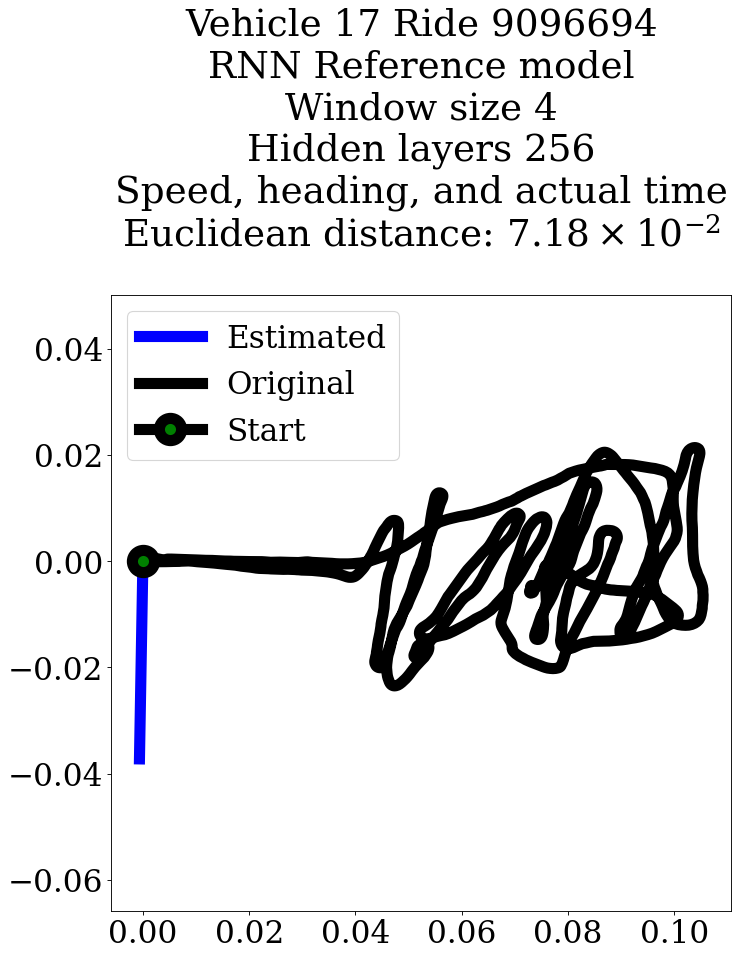 Vehicle 17 Ride 9096694
RNN Reference model
Window size 4
Hidden layers 256
Speed, heading, and actual time
Euclidean distance: 7.18 × 10⁻²
Estimated
Original
Start
0.04
0.02
0.00
−0.02
−0.04
−0.06
0.00 0.02 0.04 0.06 0.08 0.10